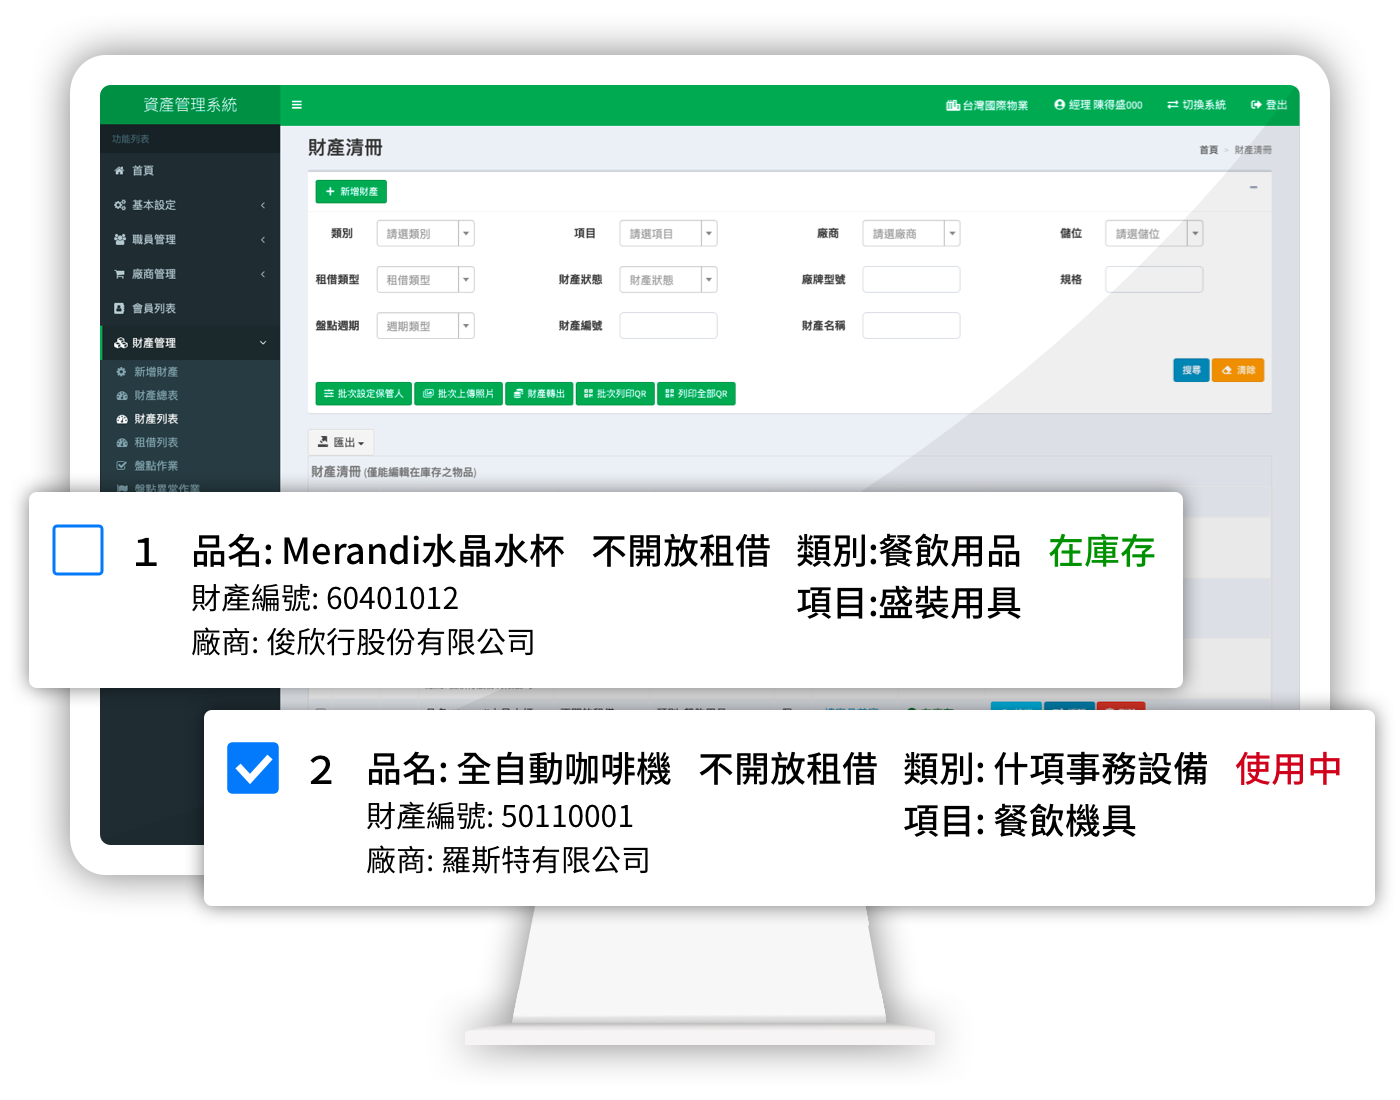 資產管理系統
台灣國際物業 經理 陳得盛000 切換系統 登出
功能列表
財產清冊
首頁 > 財產清冊
首頁
基本設定
職員管理
廠商管理
會員列表
財產管理
新增財產
財產總表
財產列表
租借列表
盤點作業
盤點異常作業
+ 新增財產
類別 請選類別 項目 請選項目 廠商 請選廠商 儲位 請選儲位
租借類型 租借類型 財產狀態 財產狀態 廠牌型號 規格
盤點週期 週期類型 財產編號 財產名稱
搜尋 清除
批次設定保管人 批次上傳照片 財產轉出 批次列印QR 列印全部QR
匯出
財產清冊 (僅能編輯在庫存之物品)
1 品名: Merandi水晶水杯 不開放租借 類別:餐飲用品 在庫存
財產編號: 60401012 項目:盛裝用具
廠商: 俊欣行股份有限公司
2 品名: 全自動咖啡機 不開放租借 類別: 什項事務設備 使用中
財產編號: 50110001 項目: 餐飲機具
廠商: 羅斯特有限公司